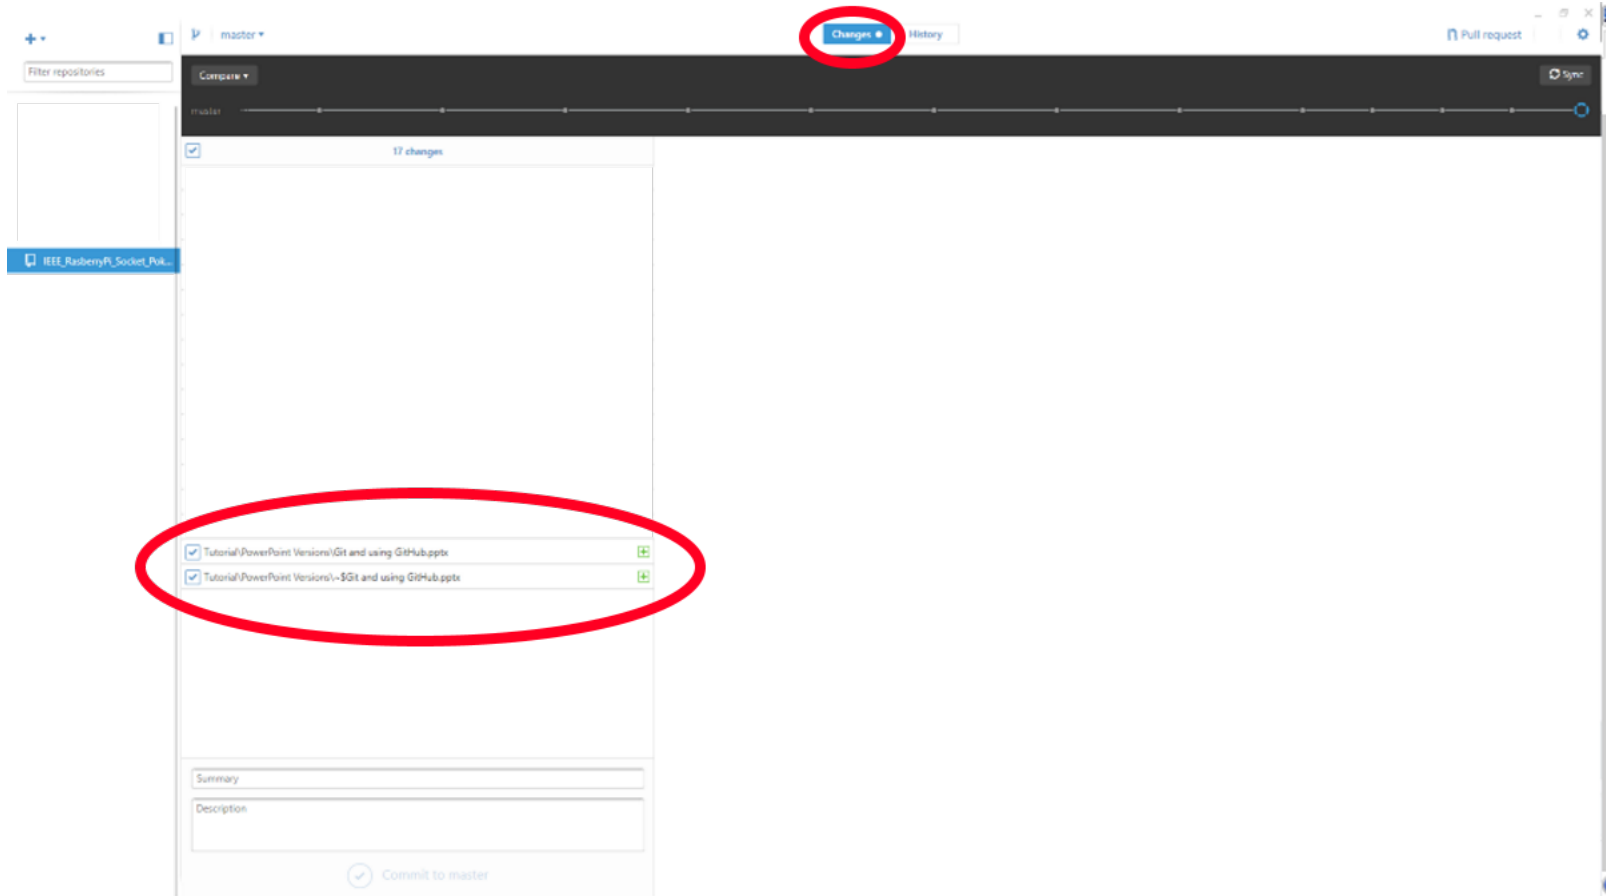 master
Changes
History
Pull request
Filter repositories
Compare
Sync
master
17 changes
IEEE_RasberryPi_Socket_Pok...
Tutorial\PowerPoint Versions\Git and using GitHub.pptx
Tutorial\PowerPoint Versions\~$Git and using GitHub.pptx
Summary
Description
Commit to master